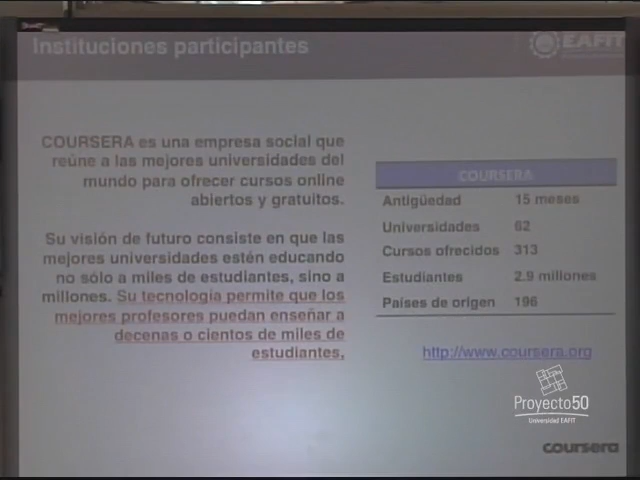 Instituciones participantes
EAFIT
COURSERA es una empresa social que
reúne a las mejores universidades del
mundo para ofrecer cursos online
abiertos y gratuitos.
Su visión de futuro consiste en que las
mejores universidades estén educando
no sólo a miles de estudiantes, sino a
millones. Su tecnología permite que los
mejores profesores puedan enseñar a
decenas o cientos de miles de
estudiantes,
COURSERA
Antigüedad 15 meses
Universidades 62
Cursos ofrecidos 313
Estudiantes 2.9 millones
Países de origen 196
http://www.coursera.org
Proyecto50
Universidad EAFIT
coursera